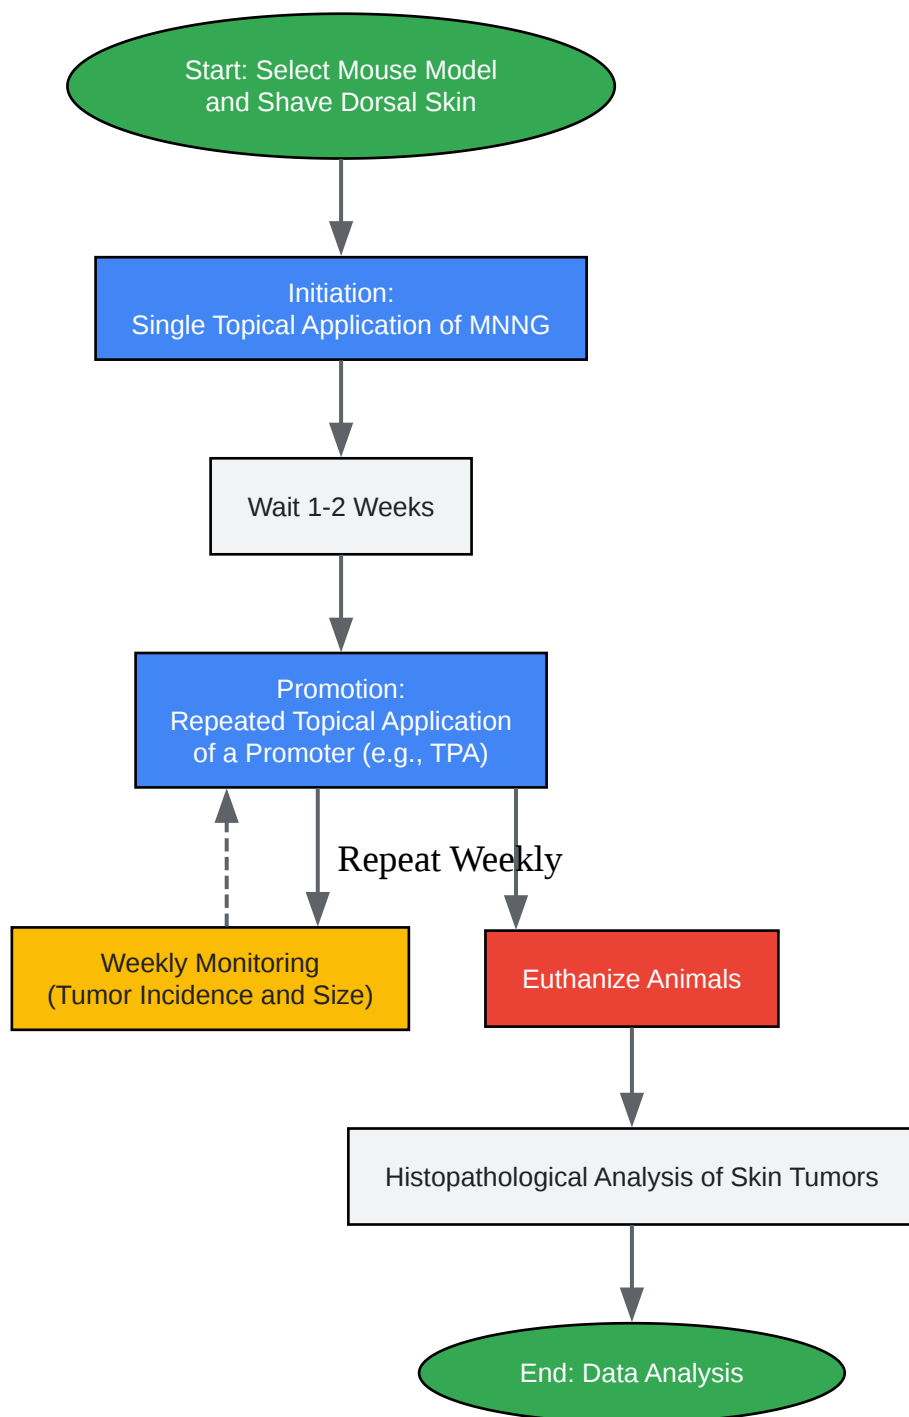 Start: Select Mouse Model
and Shave Dorsal Skin
Initiation:
Single Topical Application of MNNG
Wait 1-2 Weeks
Promotion:
Repeated Topical Application
of a Promoter (e.g., TPA)
Repeat Weekly
Weekly Monitoring
(Tumor Incidence and Size)
Euthanize Animals
Histopathological Analysis of Skin Tumors
End: Data Analysis